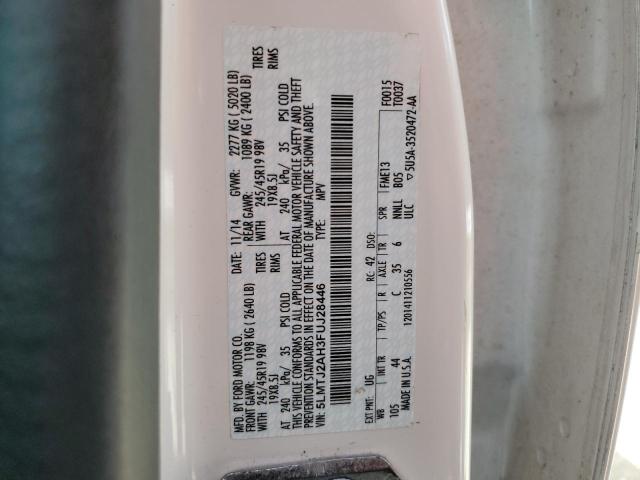 MFD. BY FORD MOTOR CO.
DATE: 11/14 GVWR: 2277 KG ( 5020 LB)
FRONT GAWR: 1198 KG ( 2640 LB) REAR GAWR: 1089 KG ( 2400 LB)
WITH 245/45R19 98V TIRES WITH 245/45R19 98V TIRES
19X8.5J RIMS 19X8.5J RIMS
AT 240 kPa/ 35 PSI COLD AT 240 kPa/ 35 PSI COLD
THIS VEHICLE CONFORMS TO ALL APPLICABLE FEDERAL MOTOR VEHICLE SAFETY AND THEFT
PREVENTION STANDARDS IN EFFECT ON THE DATE OF MANUFACTURE SHOWN ABOVE.
VIN: 5LMTJ2AH3FUJ28446 TYPE: MPV
EXT PNT: UG RC: 42 DSO: FME13 F0015
T0037
WB INT TR TP/PS R AXLE TR SPR
105 44 C 35 6 NNLL B05
MADE IN U.S.A. 1201411210556 ULC ▽5U5A-3520472-AA